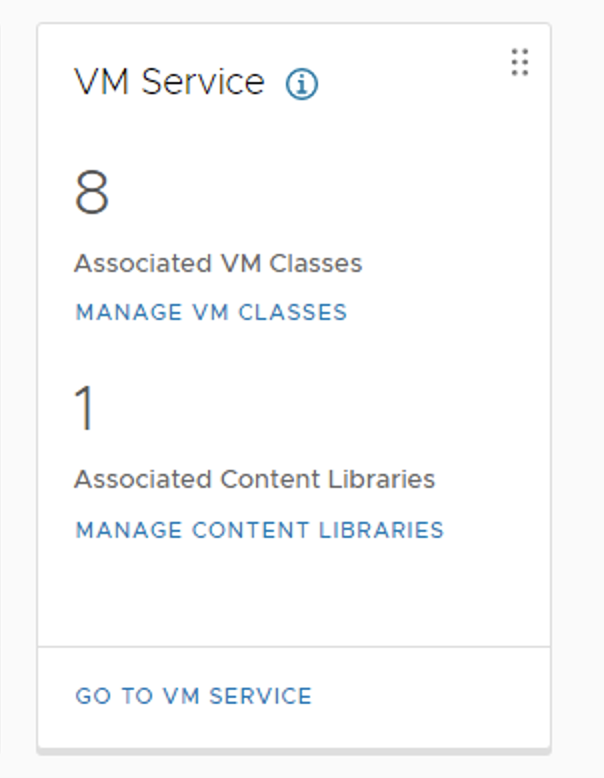 VM Service
8
Associated VM Classes
MANAGE VM CLASSES
1
Associated Content Libraries
MANAGE CONTENT LIBRARIES
GO TO VM SERVICE